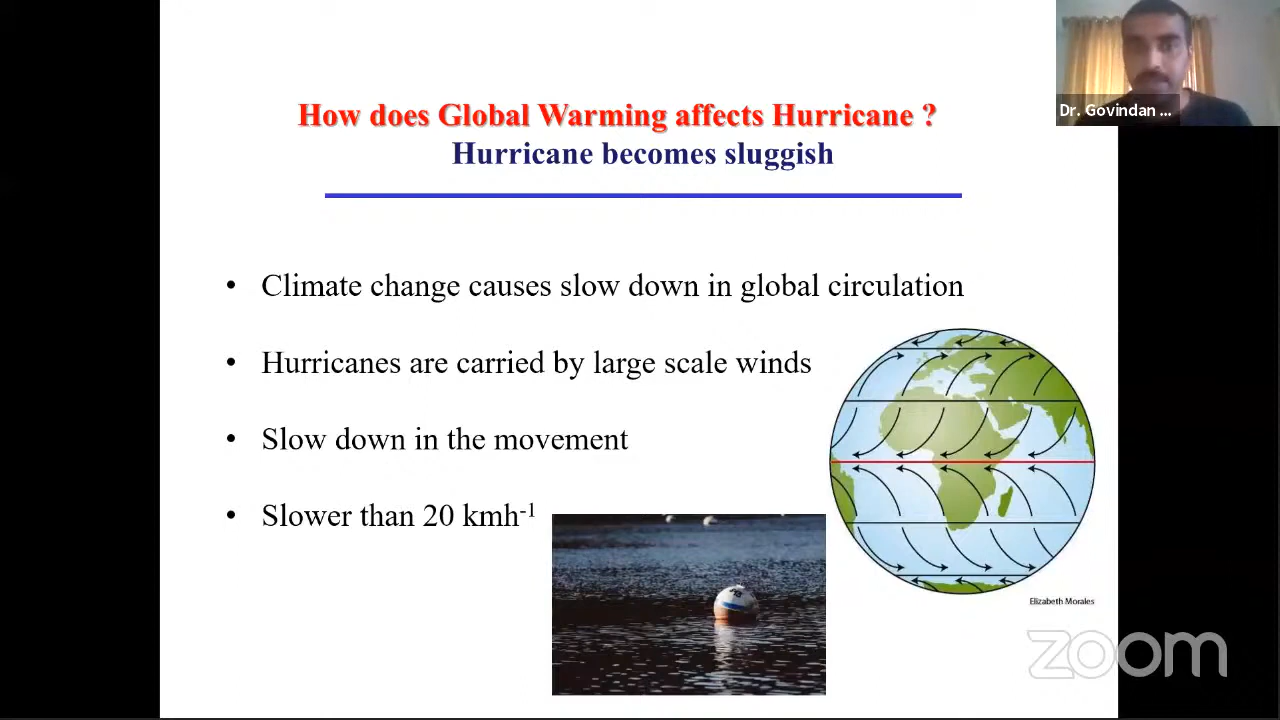 How does Global Warming affects Hurricane ?
Hurricane becomes sluggish
• Climate change causes slow down in global circulation
• Hurricanes are carried by large scale winds
• Slow down in the movement
• Slower than 20 kmh⁻¹
Elizabeth Morales
Dr. Govindan ...
zoom